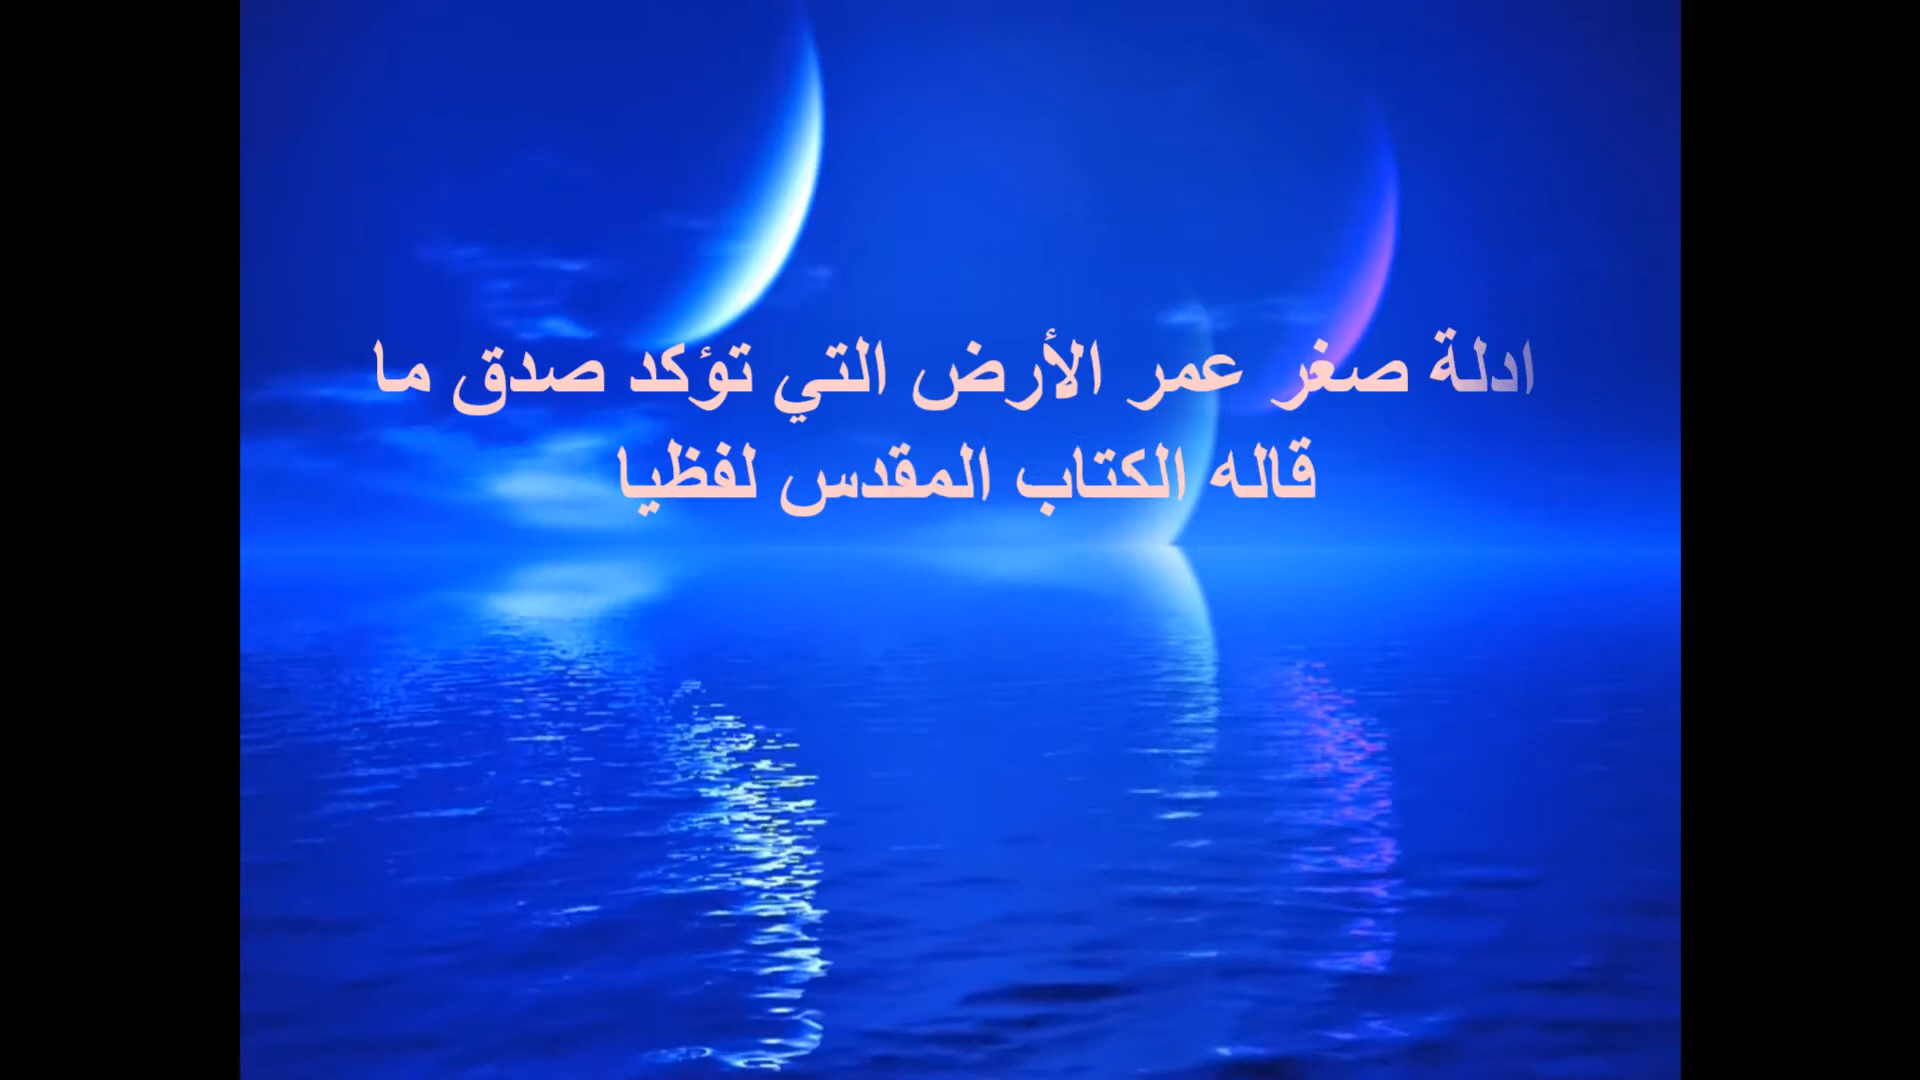 ادلة صغر عمر الأرض التي تؤكد صدق ما
قاله الكتاب المقدس لفظيا